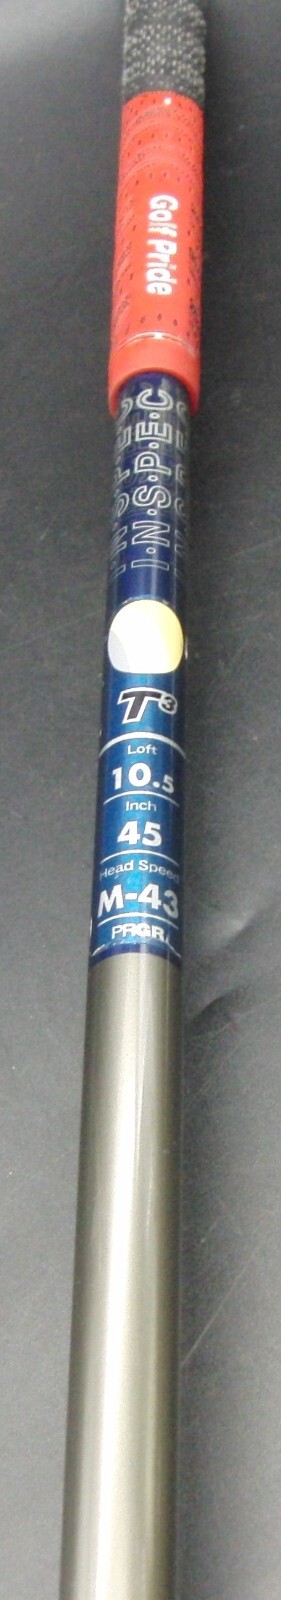 Golf Pride
I·N·S·P·E·C
T³
Loft
10.5
Inch
45
Head Speed
M-43
PRGR